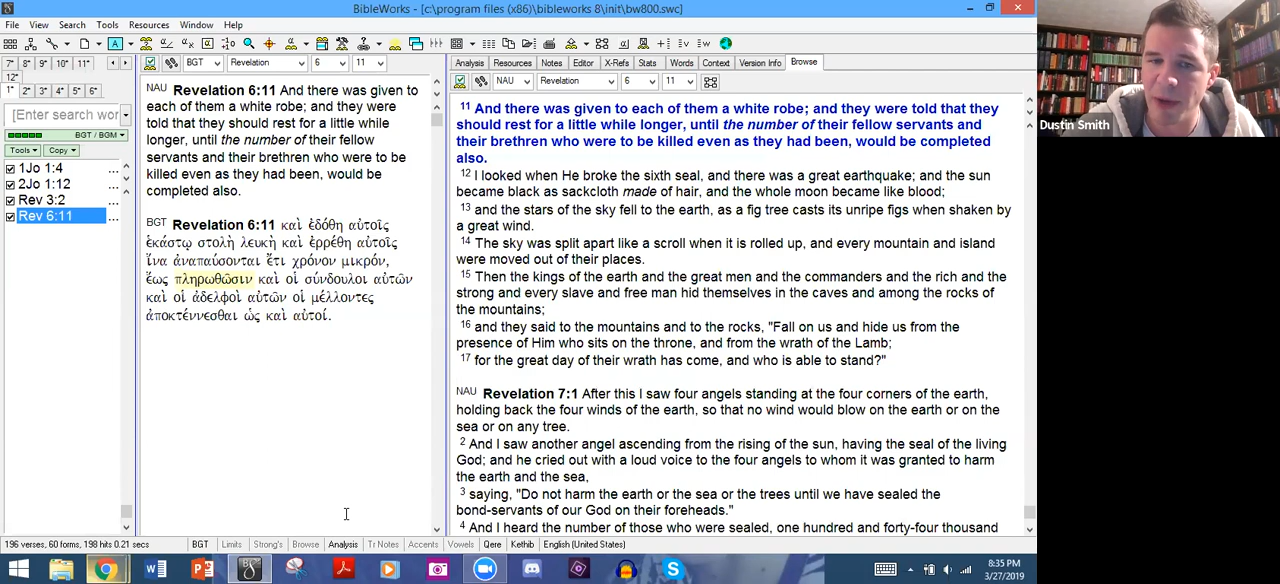 BibleWorks - [c:\program files (x86)\bibleworks 8\init\bw800.swc]
File View Search Tools Resources Window Help
7* 8* 9* 10* 11*
12*
1* 2* 3* 4* 5* 6*
[Enter search wor
BGT / BGM
Tools Copy
1Jo 1:4 ...
2Jo 1:12 ...
Rev 3:2 ...
Rev 6:11 ...
BGT Revelation 6 11
NAU Revelation 6:11 And there was given to
each of them a white robe; and they were
told that they should rest for a little while
longer, until the number of their fellow
servants and their brethren who were to be
killed even as they had been, would be
completed also.
BGT Revelation 6:11 καὶ ἐδόθη αὐτοῖς
ἑκάστῳ στολὴ λευκὴ καὶ ἐρρέθη αὐτοῖς
ἵνα ἀναπαύσονται ἔτι χρόνον μικρόν,
ἕως πληρωθῶσιν καὶ οἱ σύνδουλοι αὐτῶν
καὶ οἱ ἀδελφοὶ αὐτῶν οἱ μέλλοντες
ἀποκτέννεσθαι ὡς καὶ αὐτοί.
Analysis Resources Notes Editor X-Refs Stats Words Context Version Info Browse
NAU Revelation 6 11
11 And there was given to each of them a white robe; and they were told that they
should rest for a little while longer, until the number of their fellow servants and
their brethren who were to be killed even as they had been, would be completed
also.
12 I looked when He broke the sixth seal, and there was a great earthquake; and the sun
became black as sackcloth made of hair, and the whole moon became like blood;
13 and the stars of the sky fell to the earth, as a fig tree casts its unripe figs when shaken by
a great wind.
14 The sky was split apart like a scroll when it is rolled up, and every mountain and island
were moved out of their places.
15 Then the kings of the earth and the great men and the commanders and the rich and the
strong and every slave and free man hid themselves in the caves and among the rocks of
the mountains;
16 and they said to the mountains and to the rocks, "Fall on us and hide us from the
presence of Him who sits on the throne, and from the wrath of the Lamb;
17 for the great day of their wrath has come, and who is able to stand?"
NAU Revelation 7:1 After this I saw four angels standing at the four corners of the earth,
holding back the four winds of the earth, so that no wind would blow on the earth or on the
sea or on any tree.
2 And I saw another angel ascending from the rising of the sun, having the seal of the living
God; and he cried out with a loud voice to the four angels to whom it was granted to harm
the earth and the sea,
3 saying, "Do not harm the earth or the sea or the trees until we have sealed the
bond-servants of our God on their foreheads."
4 And I heard the number of those who were sealed, one hundred and forty-four thousand
Dustin Smith
196 verses, 60 forms, 198 hits 0.21 secs BGT Limits Strong's Browse Analysis Tr Notes Accents Vowels Qere Kethib English (United States)
8:35 PM
3/27/2019